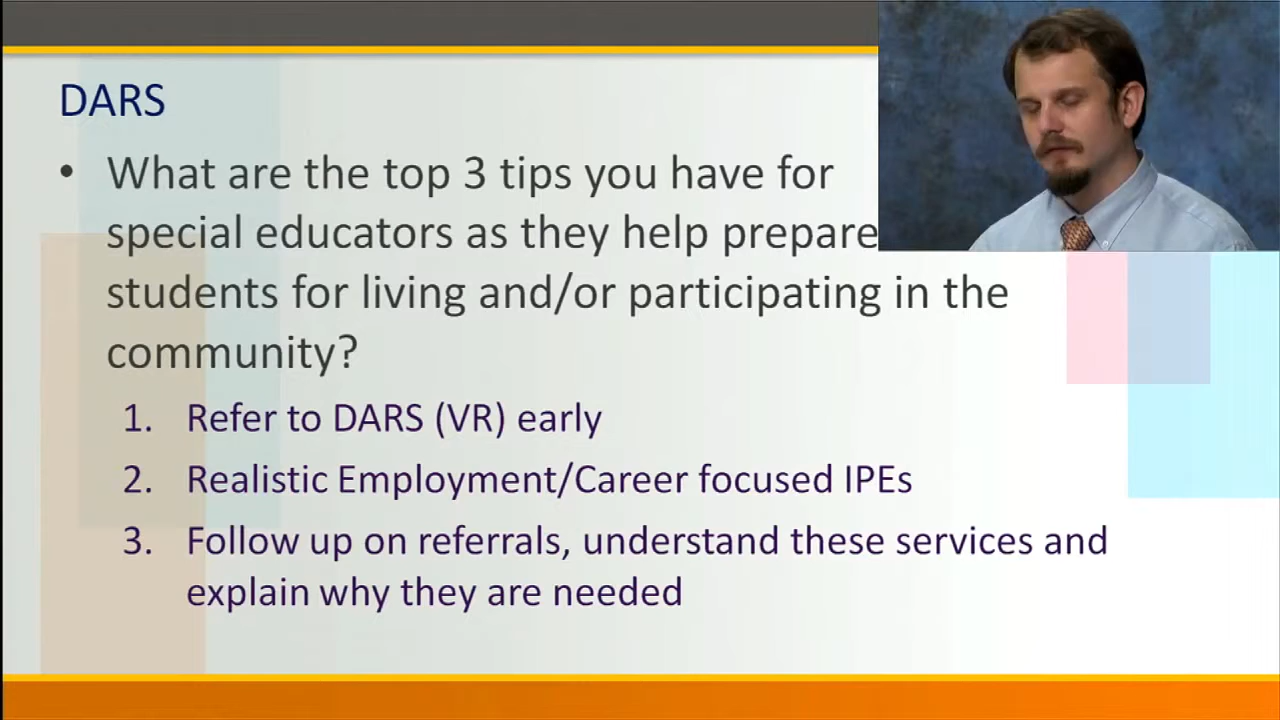 DARS
• What are the top 3 tips you have for
special educators as they help prepare
students for living and/or participating in the
community?
1. Refer to DARS (VR) early
2. Realistic Employment/Career focused IPEs
3. Follow up on referrals, understand these services and
explain why they are needed